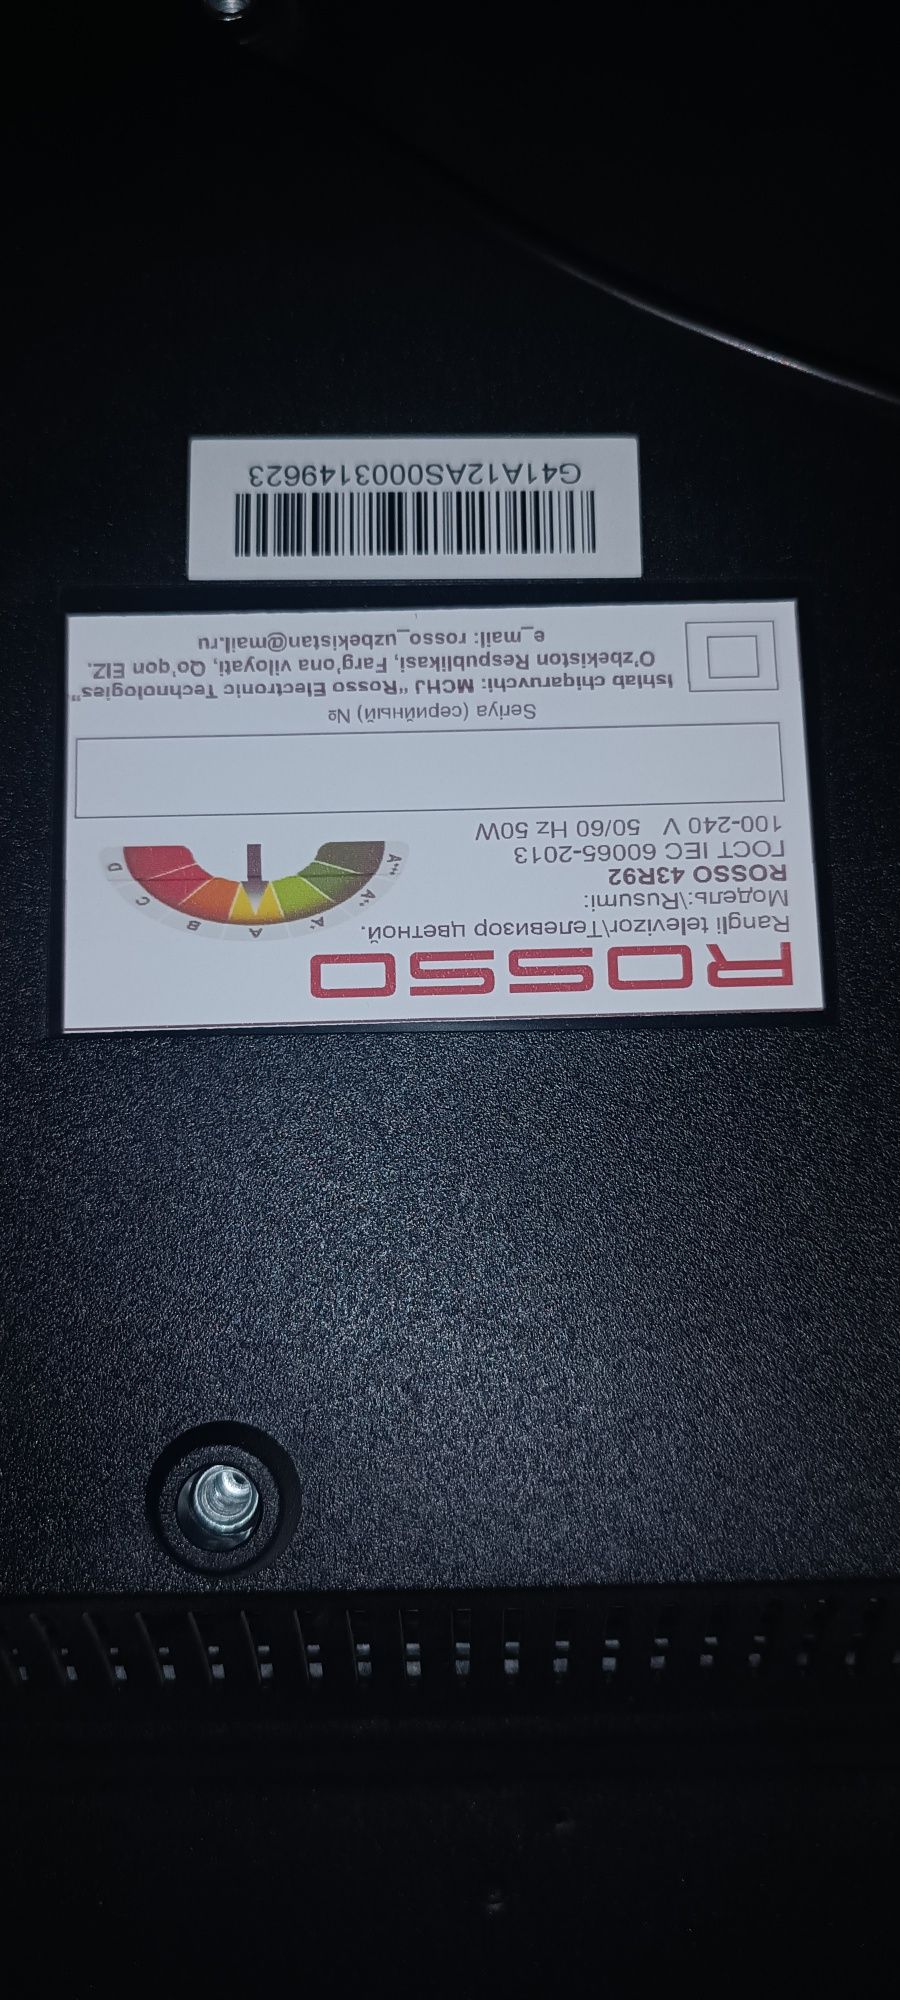 ROSSO
Rangli televizor\Телевизор цветной.
Модель:\Rusumi:
ROSSO 43R92
ГОСТ IEC 60065-2013
100-240 V 50/60 Hz 50W
A+++
A++
A+
A
B
C
D
Seriya (серийный) №
Ishlab chiqaruvchi: MCHJ "Rosso Electronic Technologies"
O'zbekiston Respublikasi, Farg'ona viloyati, Qo'qon EIZ.
e_mail: rosso_uzbekistan@mail.ru
G41A12AS0003149623